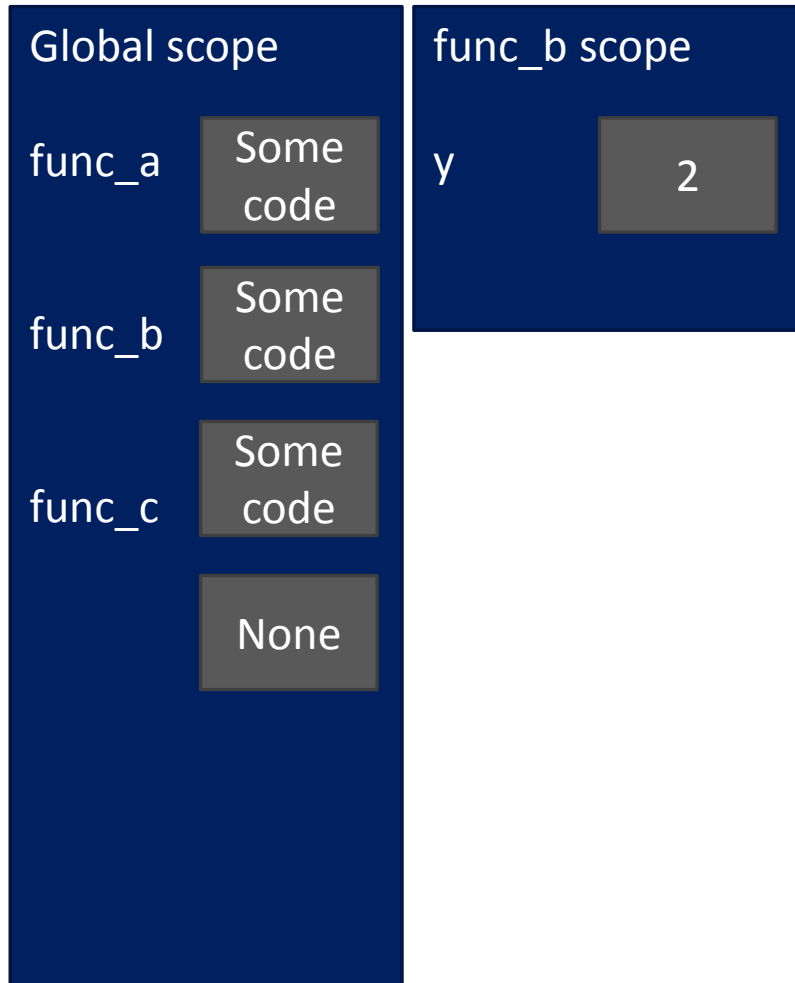 Global scope
func_a
Some
code
func_b
Some
code
func_c
Some
code
None
func_b scope
y
2